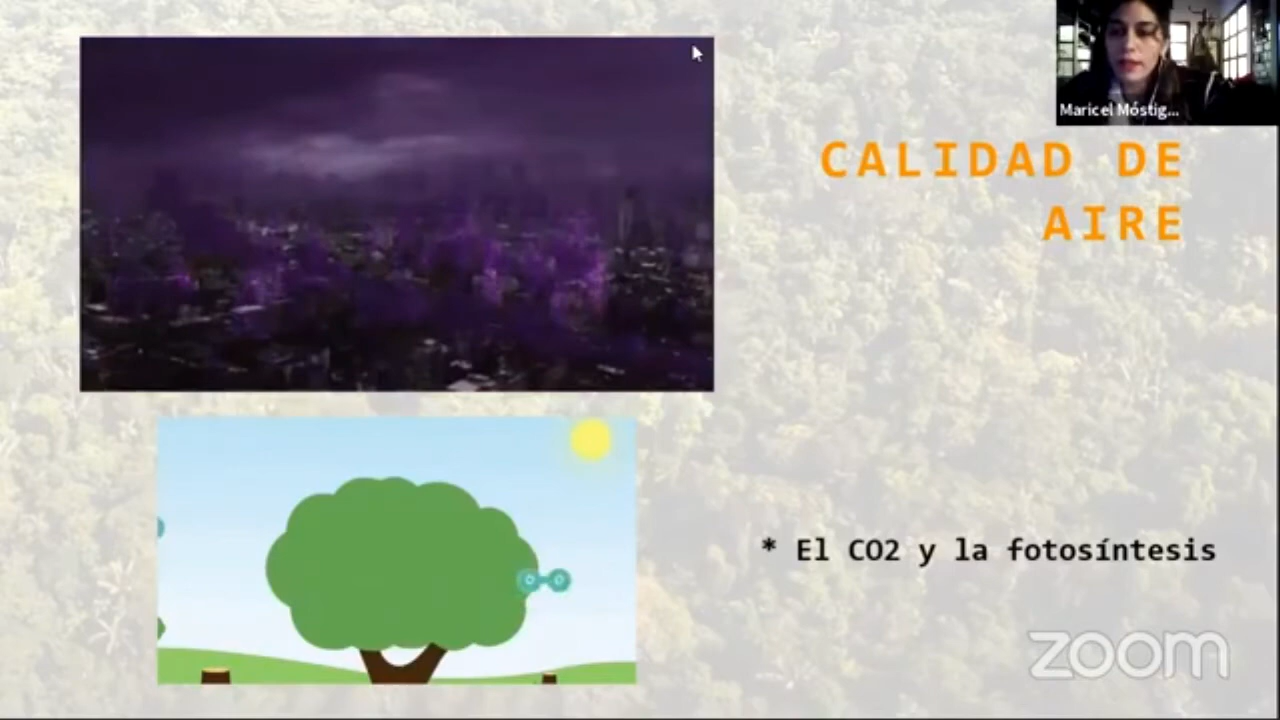 Maricel Móstig...
CALIDAD DE
AIRE
* El CO2 y la fotosíntesis
zoom